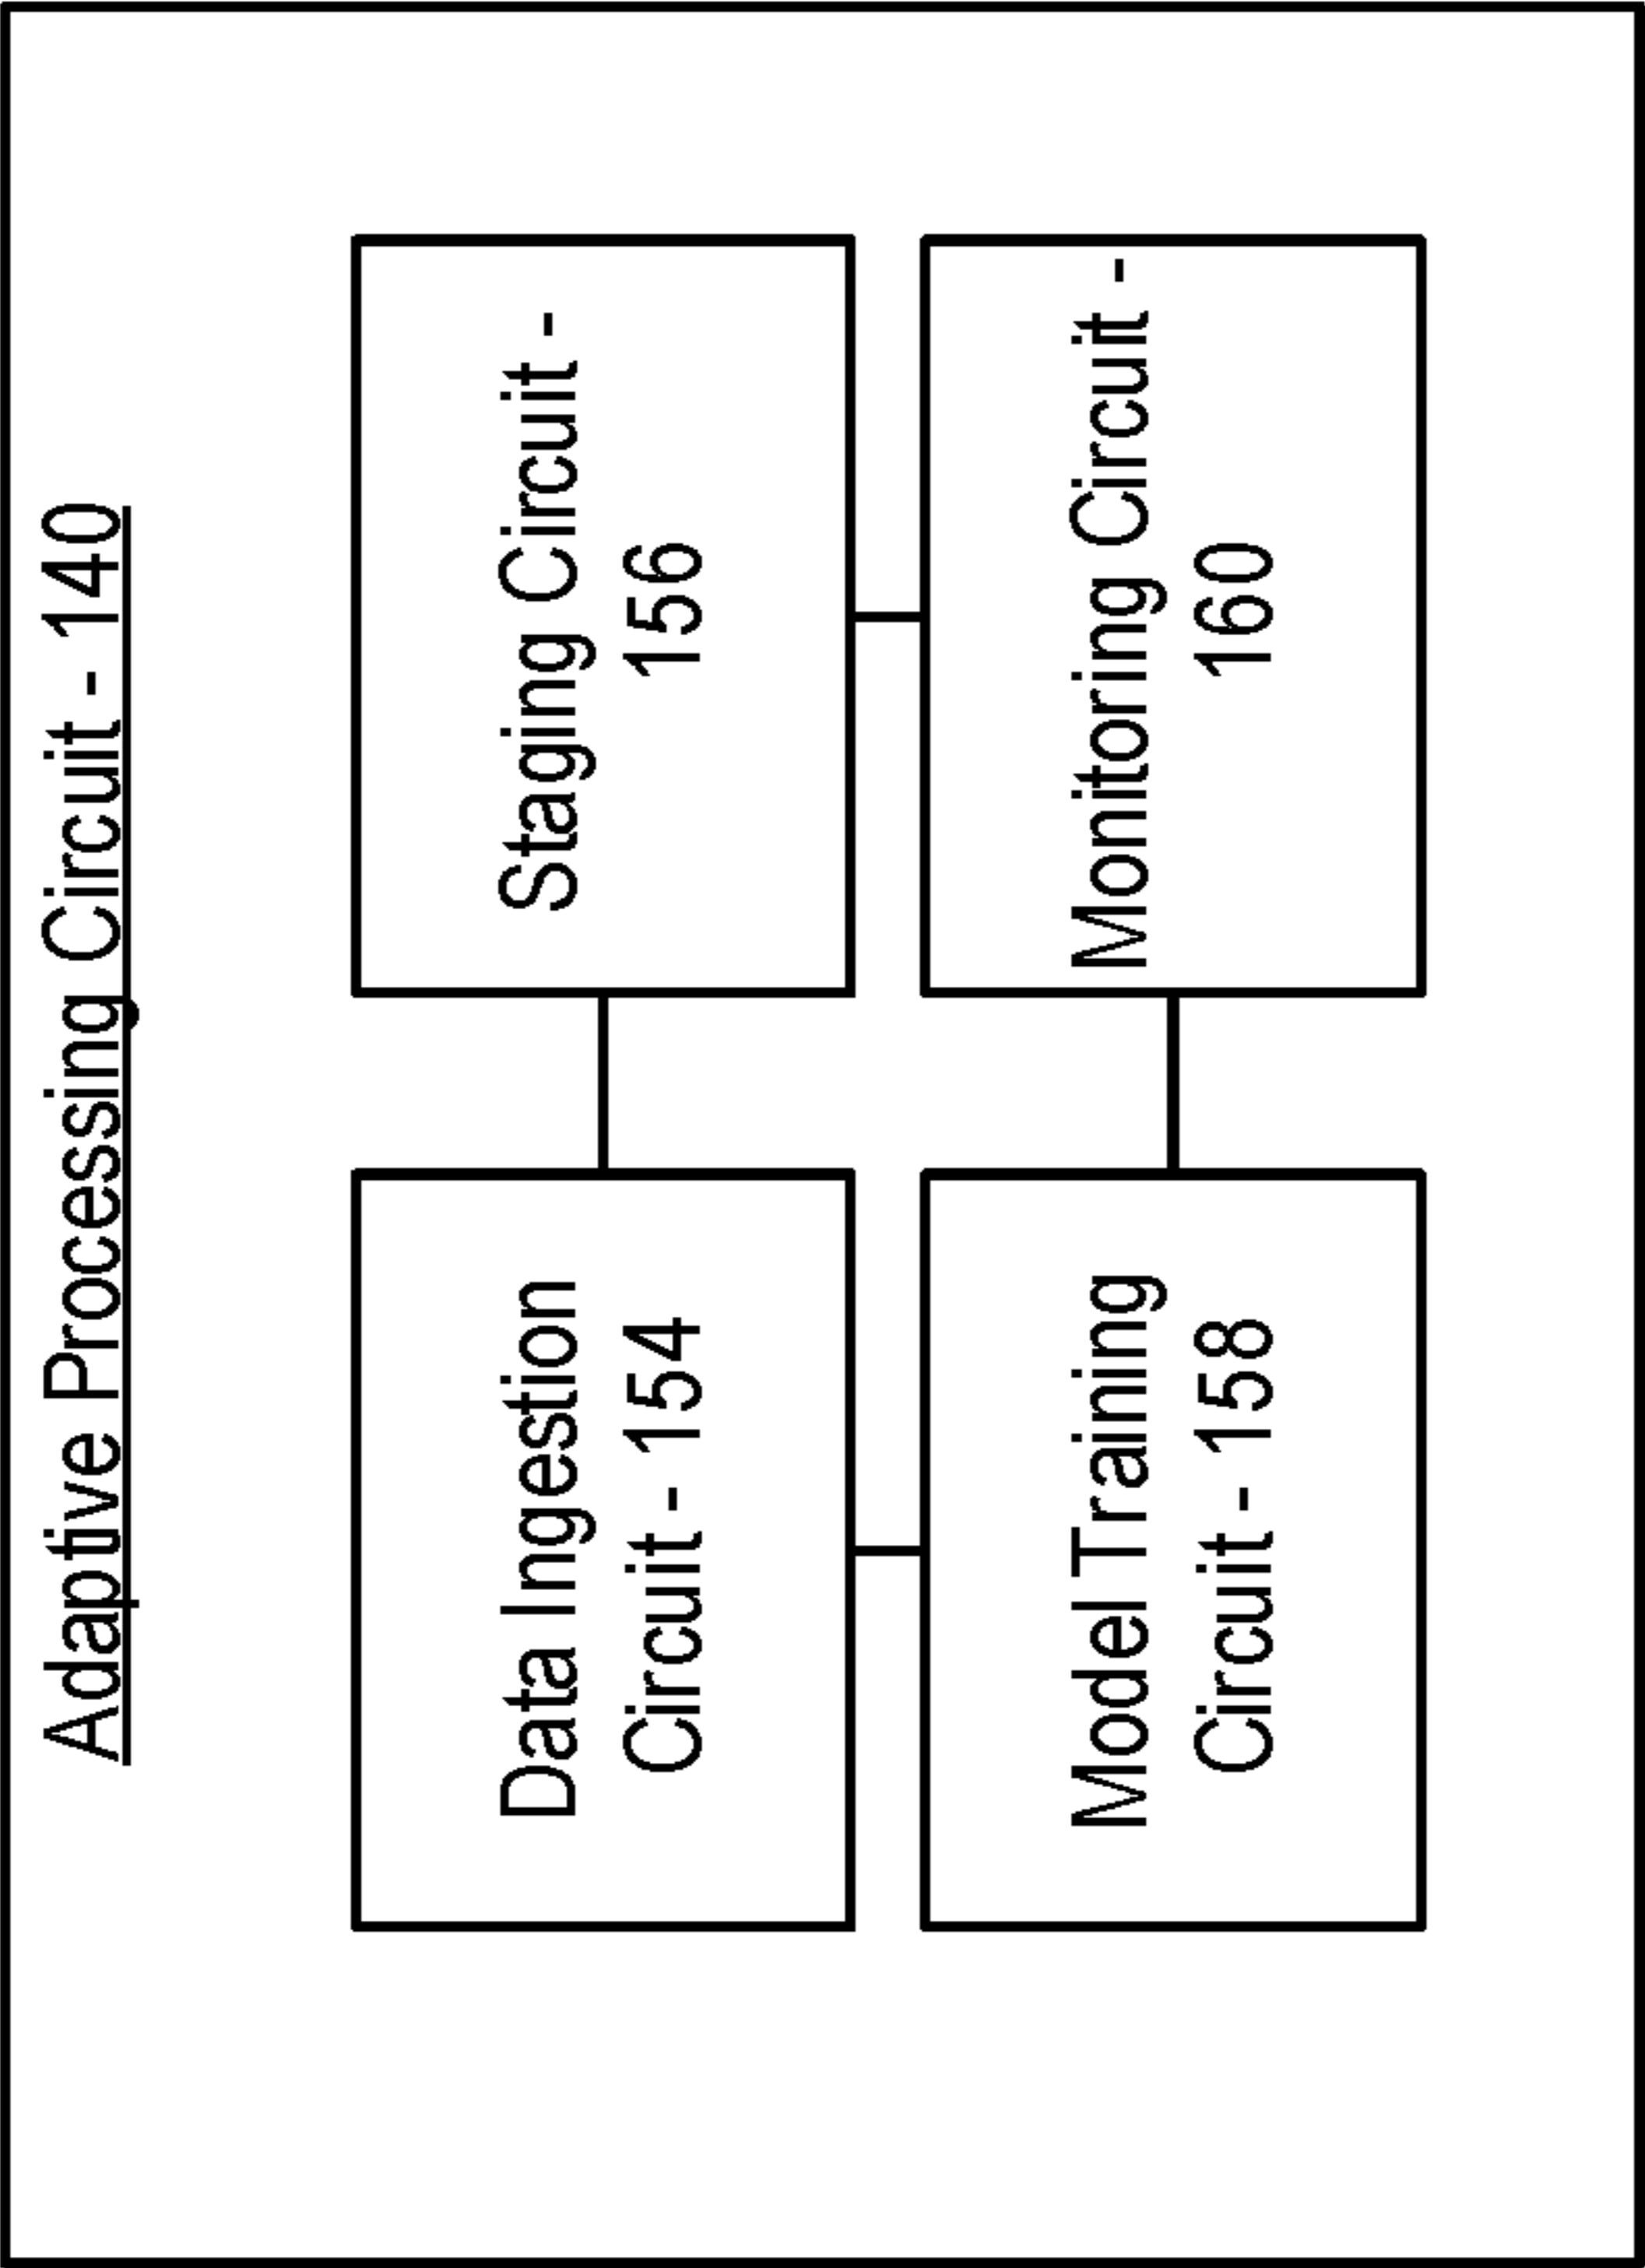 Adaptive Processing Circuit - 140
Data Ingestion
Circuit - 154
Staging Circuit -
156
Model Training
Circuit - 158
Monitoring Circuit -
160